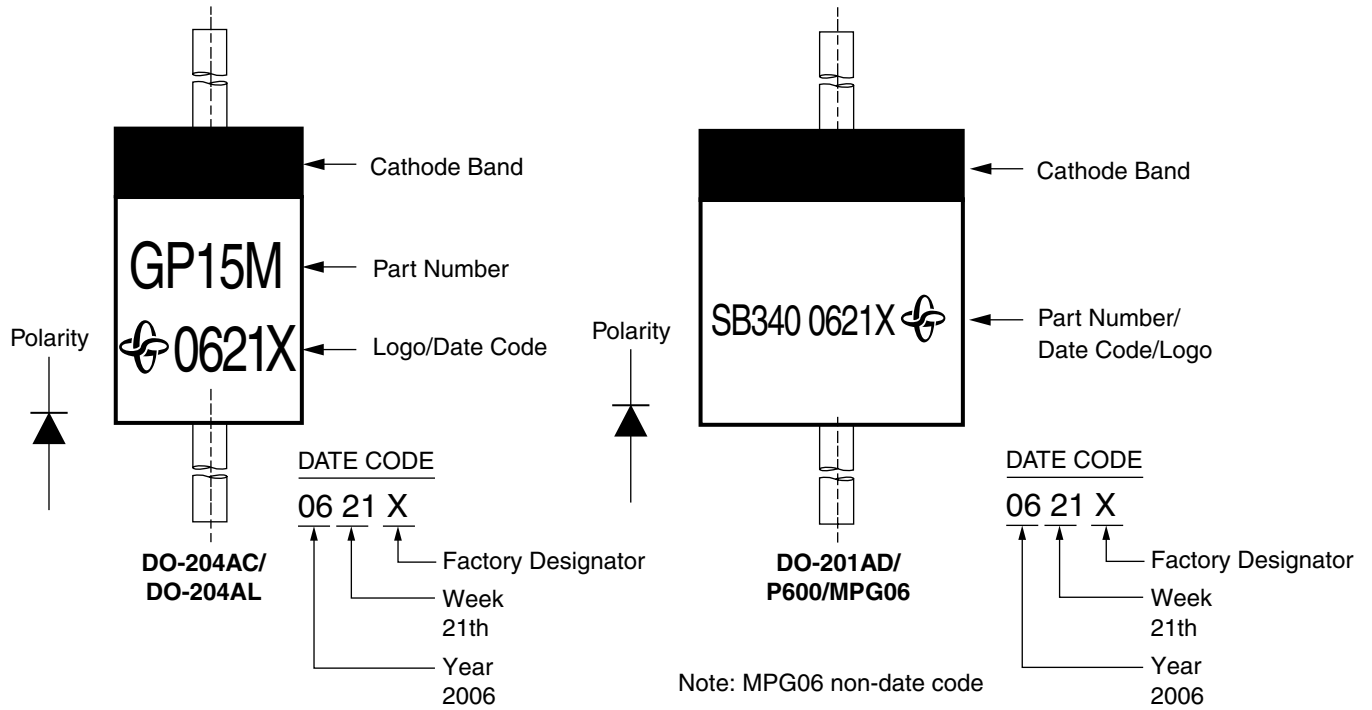 Cathode Band
GP15M
Part Number
Polarity
0621X
Logo/Date Code
DATE CODE
06 21 X
Factory Designator
Week
21th
Year
2006
DO-204AC/
DO-204AL
Cathode Band
Polarity
SB340 0621X
Part Number/
Date Code/Logo
DATE CODE
06 21 X
Factory Designator
Week
21th
Year
2006
DO-201AD/
P600/MPG06
Note: MPG06 non-date code